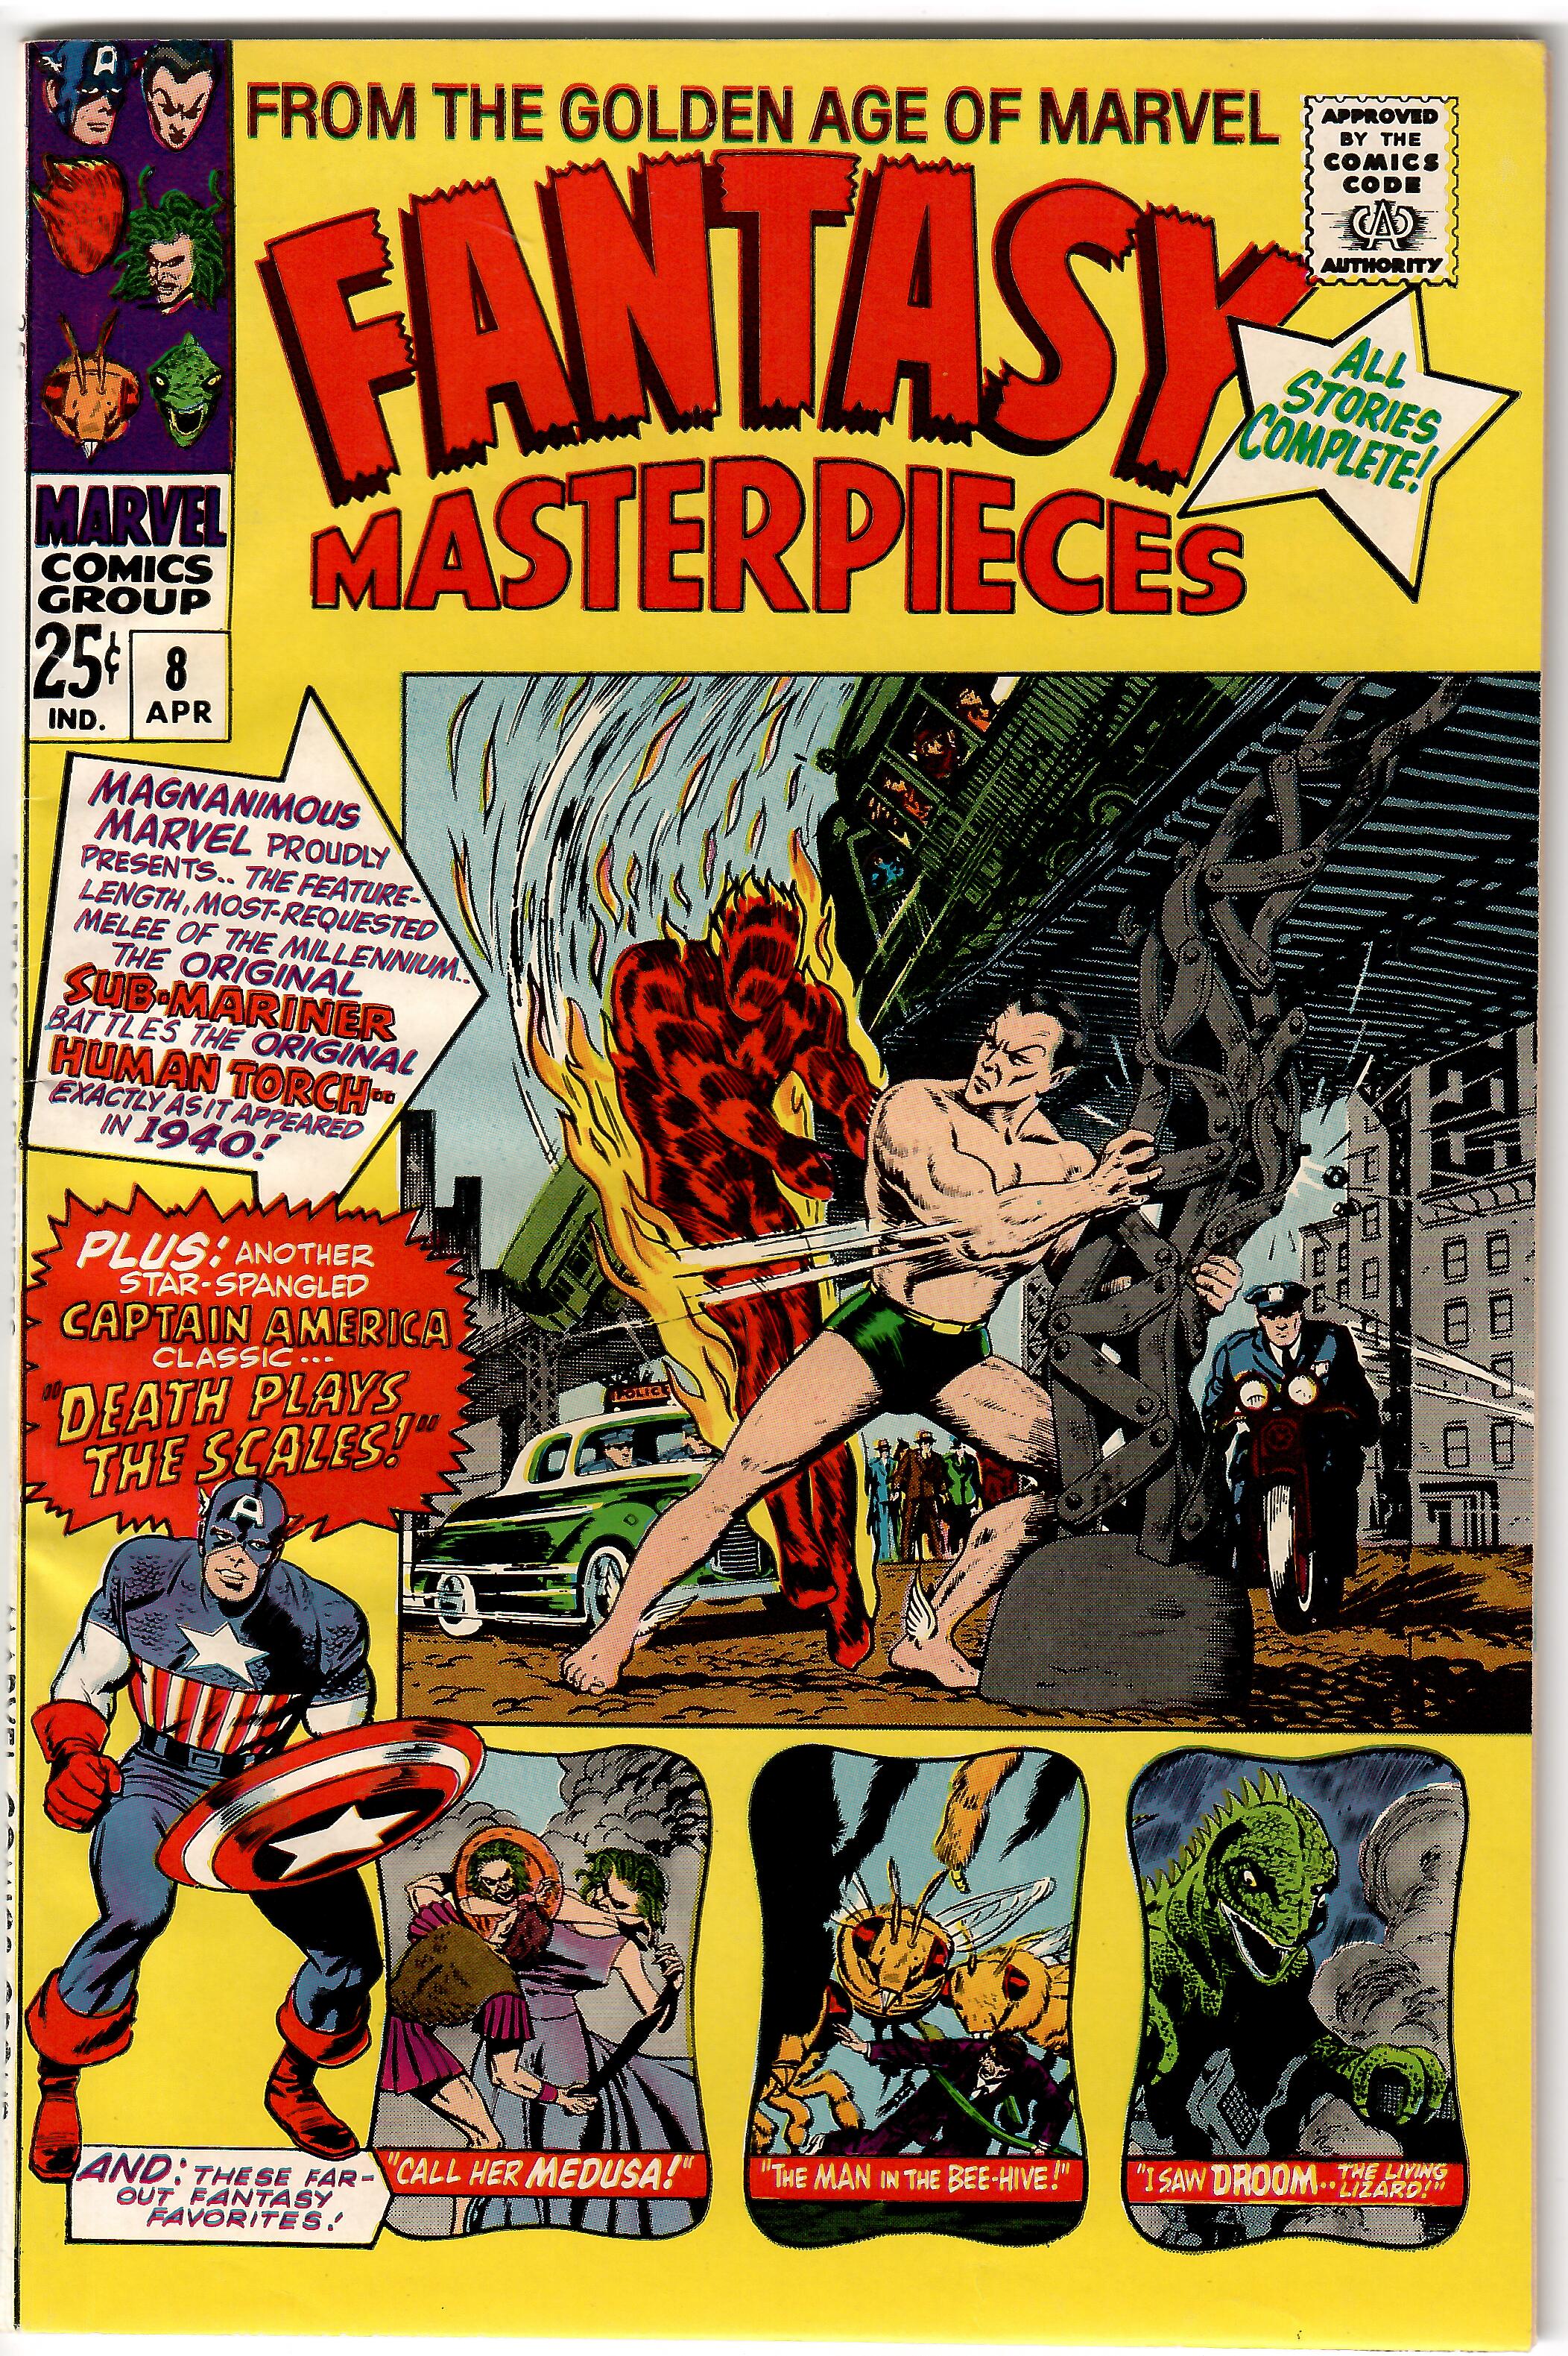 FROM THE GOLDEN AGE OF MARVEL
FANTASY
MASTERPIECES
APPROVED
BY THE
COMICS
CODE
CA
AUTHORITY
ALL
STORIES
COMPLETE!
A
MARVEL
COMICS
GROUP
25¢
IND.
8
APR
MAGNANIMOUS
MARVEL PROUDLY
PRESENTS.. THE FEATURE-
LENGTH, MOST-REQUESTED
MELEE OF THE MILLENNIUM..
THE ORIGINAL
SUB-MARINER
BATTLES THE ORIGINAL
HUMAN TORCH--
EXACTLY AS IT APPEARED
IN 1940!
PLUS: ANOTHER
STAR-SPANGLED
CAPTAIN AMERICA
CLASSIC...
"DEATH PLAYS
THE SCALES!"
POLICE
A
AND: THESE FAR-
OUT FANTASY
FAVORITES!
"CALL HER MEDUSA!"
"THE MAN IN THE BEE-HIVE!"
"I SAW DROOM.. THE LIVING
LIZARD!"